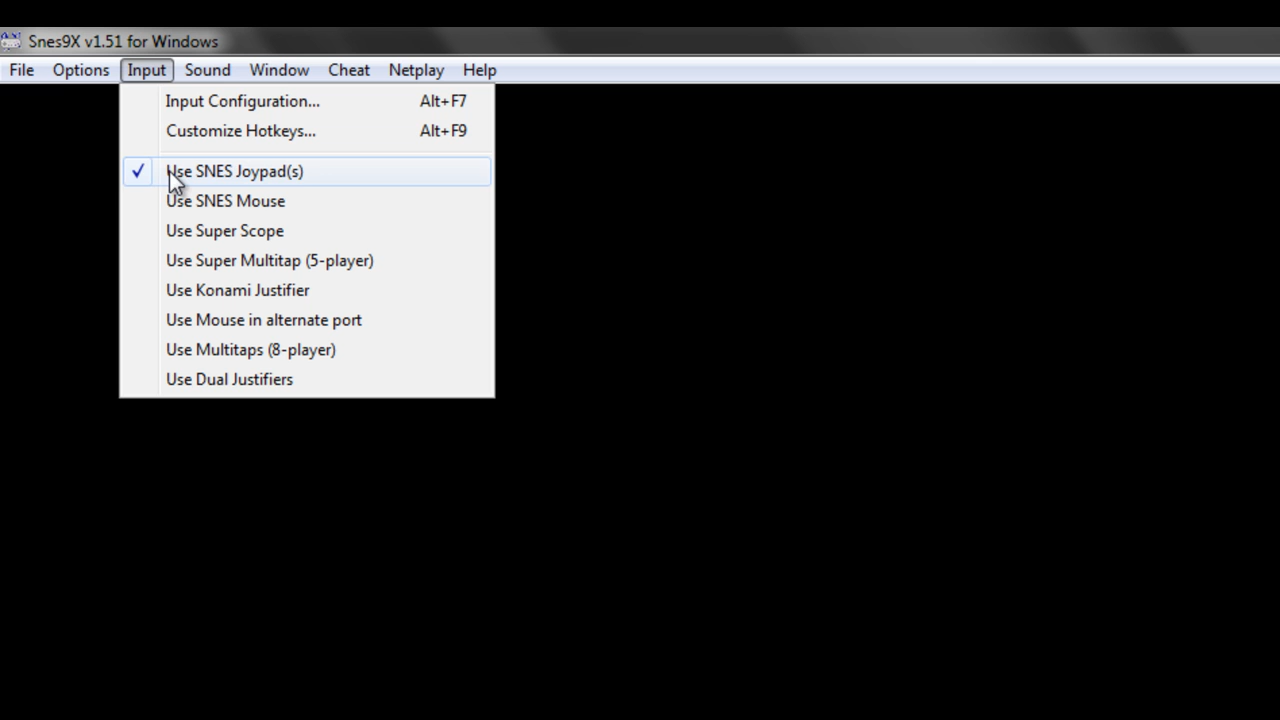 Snes9X v1.51 for Windows
File Options Input Sound Window Cheat Netplay Help
Input Configuration... Alt+F7
Customize Hotkeys... Alt+F9
Use SNES Joypad(s)
Use SNES Mouse
Use Super Scope
Use Super Multitap (5-player)
Use Konami Justifier
Use Mouse in alternate port
Use Multitaps (8-player)
Use Dual Justifiers